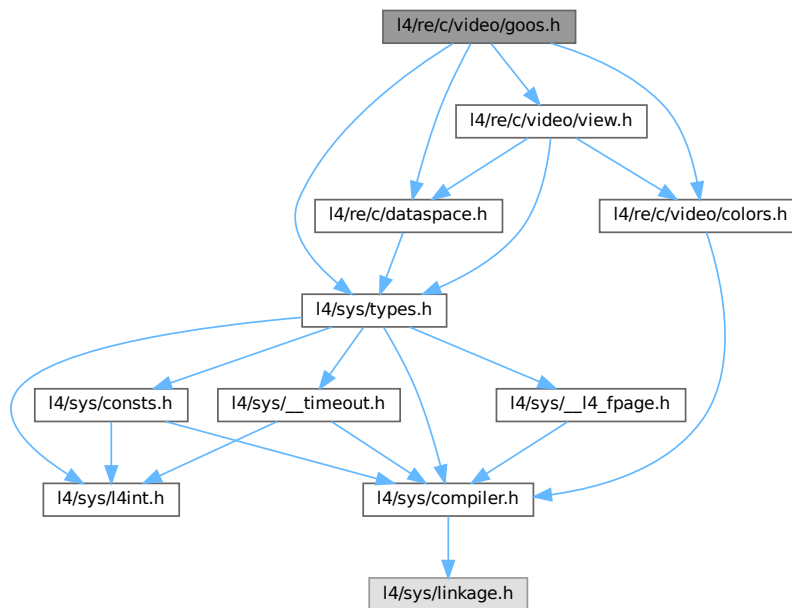 l4/re/c/video/goos.h
l4/re/c/video/view.h
l4/re/c/dataspace.h
l4/re/c/video/colors.h
l4/sys/types.h
l4/sys/consts.h
l4/sys/__timeout.h
l4/sys/__l4_fpage.h
l4/sys/l4int.h
l4/sys/compiler.h
l4/sys/linkage.h